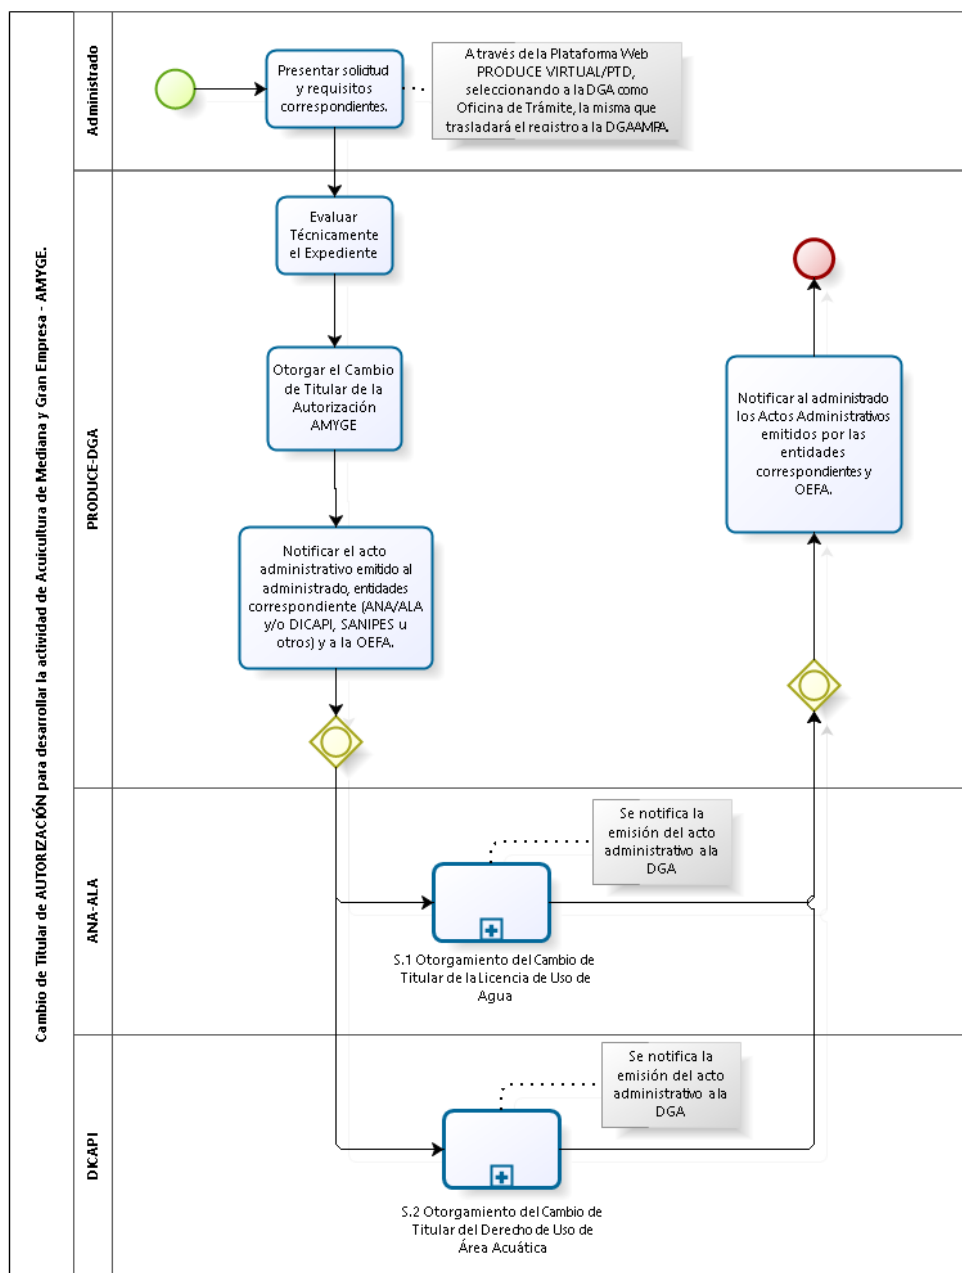 Cambio de Titular de AUTORIZACIÓN para desarrollar la actividad de Acuicultura de Mediana y Gran Empresa - AMYGE.
Administrado
Presentar solicitud
y requisitos
correspondientes.
A través de la Plataforma Web
PRODUCE VIRTUAL/PTD,
seleccionando a la DGA como
Oficina de Trámite, la misma que
trasladará el registro a la DGAAMPA.
PRODUCE-DGA
Evaluar
Técnicamente
el Expediente
Otorgar el Cambio
de Titular de la
Autorización
AMYGE
Notificar el acto
administrativo emitido al
administrado, entidades
correspondiente (ANA/ALA
y/o DICAPI, SANIPES u
otros) y a la OEFA.
Notificar al administrado
los Actos Administrativos
emitidos por las
entidades
correspondientes y
OEFA.
ANA-ALA
Se notifica la
emisión del acto
administrativo a la
DGA
S.1 Otorgamiento del Cambio de
Titular de la Licencia de Uso de
Agua
DICAPI
Se notifica la
emisión del acto
administrativo a la
DGA
S.2 Otorgamiento del Cambio de
Titular del Derecho de Uso de
Área Acuática